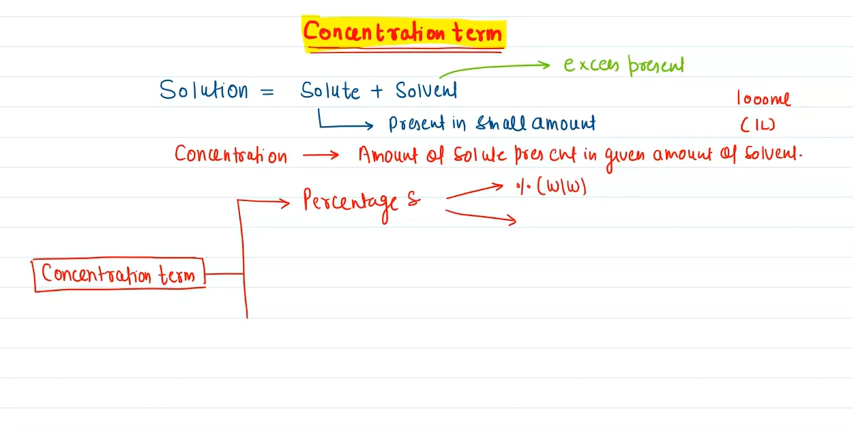 Concentration term
excess present
Solution = Solute + Solvent
1000ml
Present in small amount
(1L)
Concentration → Amount of solute present in given amount of solvent.
% (W/W)
Percentage S
Concentration term